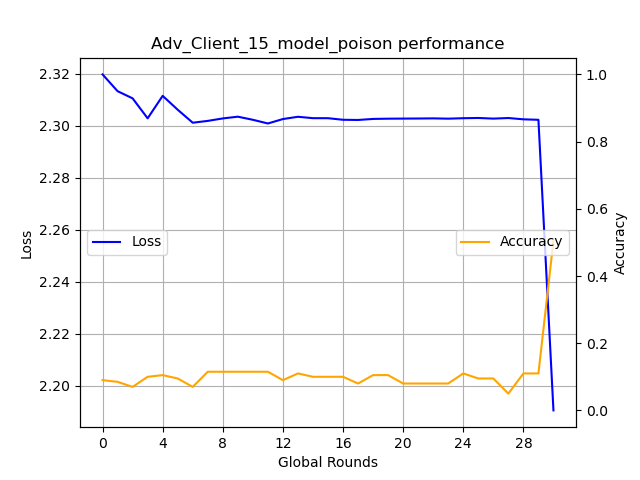 Adv_Client_15_model_poison performance
2.32
2.30
2.28
2.26
2.24
2.22
2.20
Loss
Loss
Accuracy
1.0
0.8
0.6
0.4
0.2
0.0
Accuracy
0 4 8 12 16 20 24 28
Global Rounds